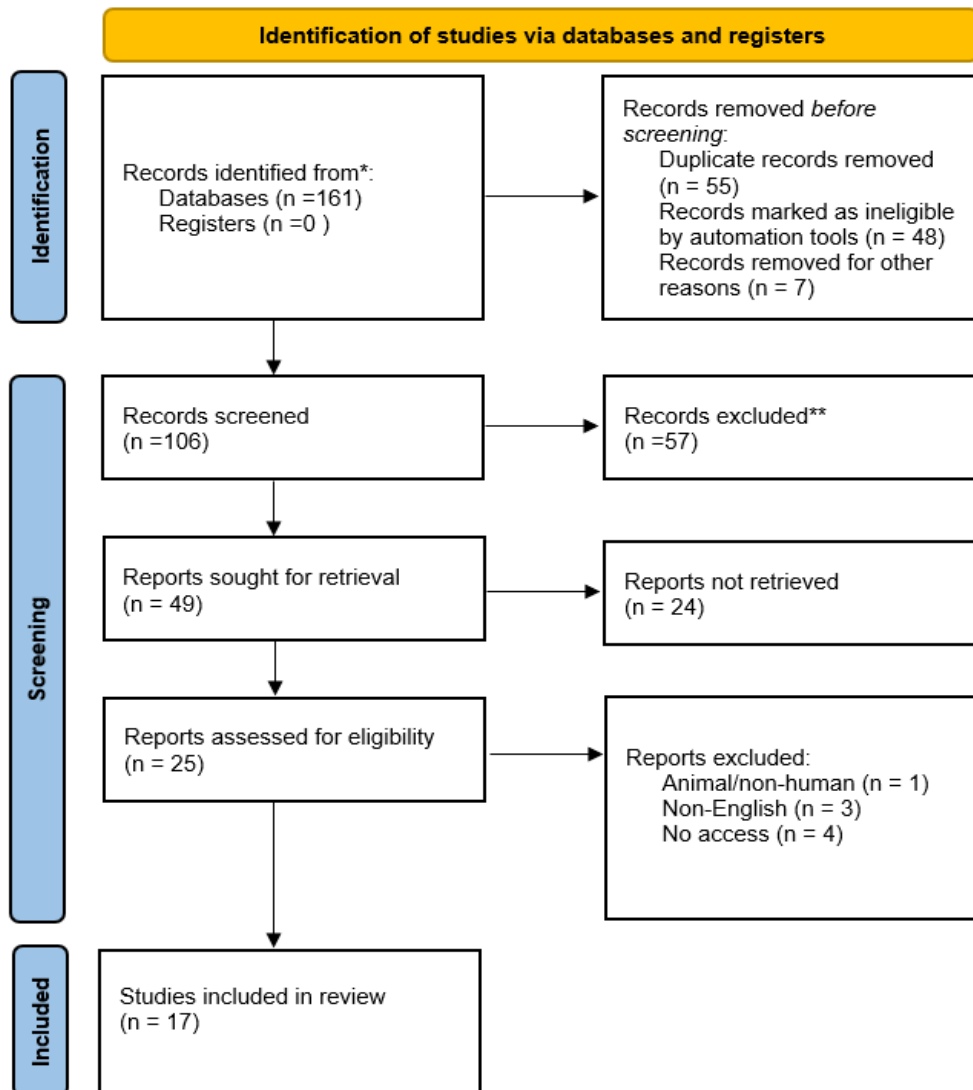 Identification of studies via databases and registers
Identification
Records identified from*:
Databases (n =161)
Registers (n =0 )
Records removed before
screening:
Duplicate records removed
(n = 55)
Records marked as ineligible
by automation tools (n = 48)
Records removed for other
reasons (n = 7)
Screening
Records screened
(n =106)
Records excluded**
(n =57)
Reports sought for retrieval
(n = 49)
Reports not retrieved
(n = 24)
Reports assessed for eligibility
(n = 25)
Reports excluded:
Animal/non-human (n = 1)
Non-English (n = 3)
No access (n = 4)
Included
Studies included in review
(n = 17)